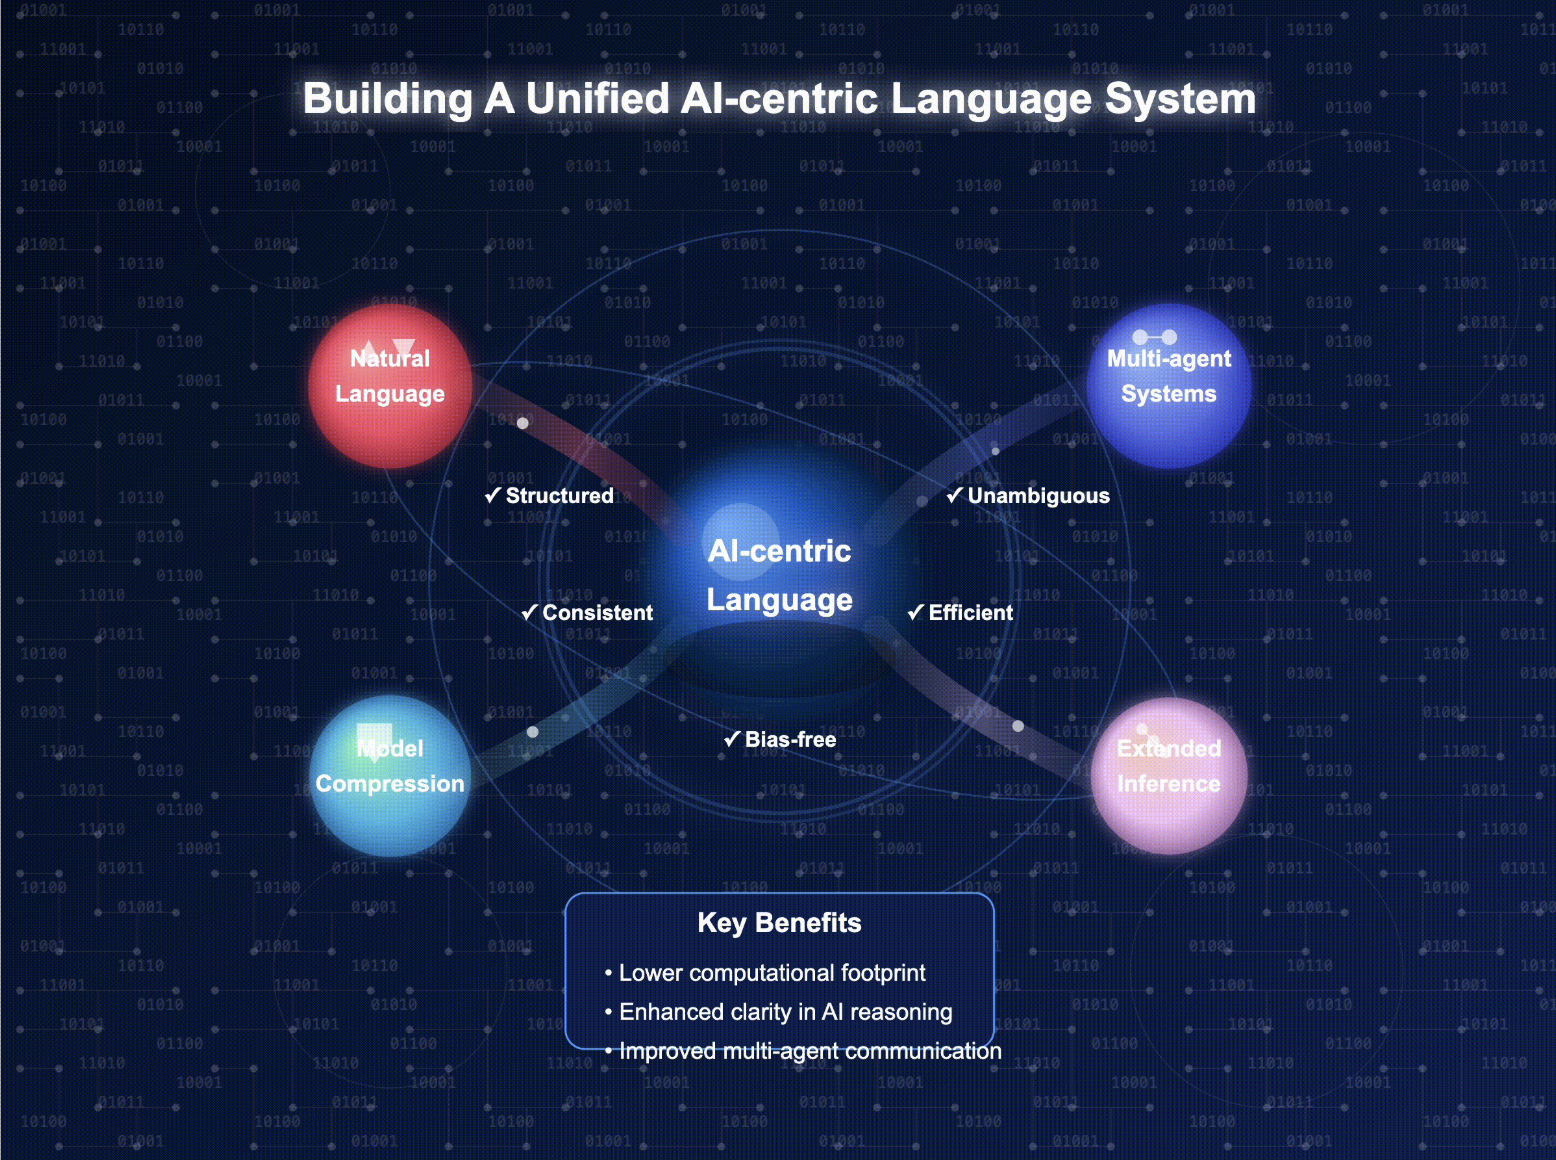 Building A Unified AI-centric Language System
Natural
Language
Multi-agent
Systems
✓ Structured
✓ Unambiguous
AI-centric
Language
✓ Consistent
✓ Efficient
✓ Bias-free
Model
Compression
Extended
Inference
Key Benefits
• Lower computational footprint
• Enhanced clarity in AI reasoning
• Improved multi-agent communication